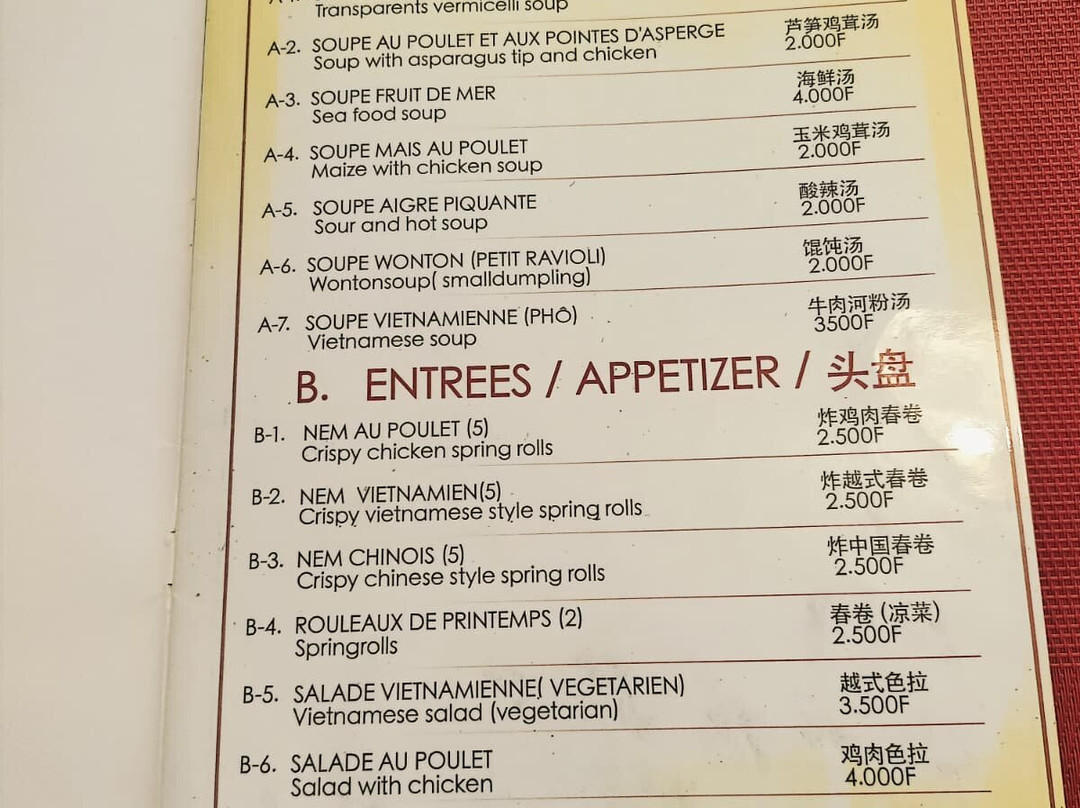 Transparents vermicelli soup
A-2. SOUPE AU POULET ET AUX POINTES D'ASPERGE 芦笋鸡茸汤
Soup with asparagus tip and chicken 2.000F
A-3. SOUPE FRUIT DE MER 海鲜汤
Sea food soup 4.000F
A-4. SOUPE MAIS AU POULET 玉米鸡茸汤
Maize with chicken soup 2.000F
A-5. SOUPE AIGRE PIQUANTE 酸辣汤
Sour and hot soup 2.000F
A-6. SOUPE WONTON (PETIT RAVIOLI) 馄饨汤
Wontonsoup( smalldumpling) 2.000F
A-7. SOUPE VIETNAMIENNE (PHÔ) 牛肉河粉汤
Vietnamese soup 3500F
B. ENTREES / APPETIZER / 头盘
B-1. NEM AU POULET (5) 炸鸡肉春卷
Crispy chicken spring rolls 2.500F
B-2. NEM VIETNAMIEN(5) 炸越式春卷
Crispy vietnamese style spring rolls 2.500F
B-3. NEM CHINOIS (5) 炸中国春卷
Crispy chinese style spring rolls 2.500F
B-4. ROULEAUX DE PRINTEMPS (2) 春卷 (凉菜)
Springrolls 2.500F
B-5. SALADE VIETNAMIENNE( VEGETARIEN) 越式色拉
Vietnamese salad (vegetarian) 3.500F
B-6. SALADE AU POULET 鸡肉色拉
Salad with chicken 4.000F